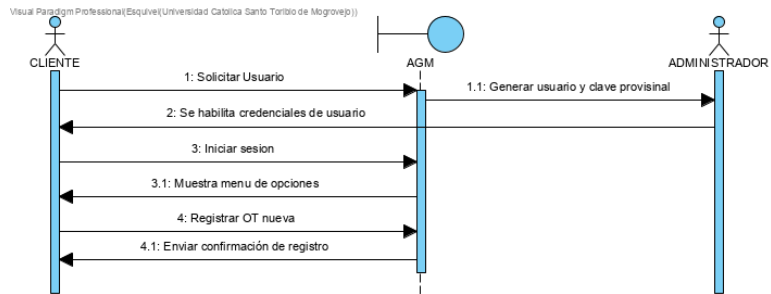 Visual Paradigm Professional(Esquivel(Universidad Catolica Santo Toribio de Mogrovejo))
CLIENTE
AGM
ADMINISTRADOR
1: Solicitar Usuario
1.1: Generar usuario y clave provisinal
2: Se habilita credenciales de usuario
3: Iniciar sesion
3.1: Muestra menu de opciones
4: Registrar OT nueva
4.1: Enviar confirmación de registro